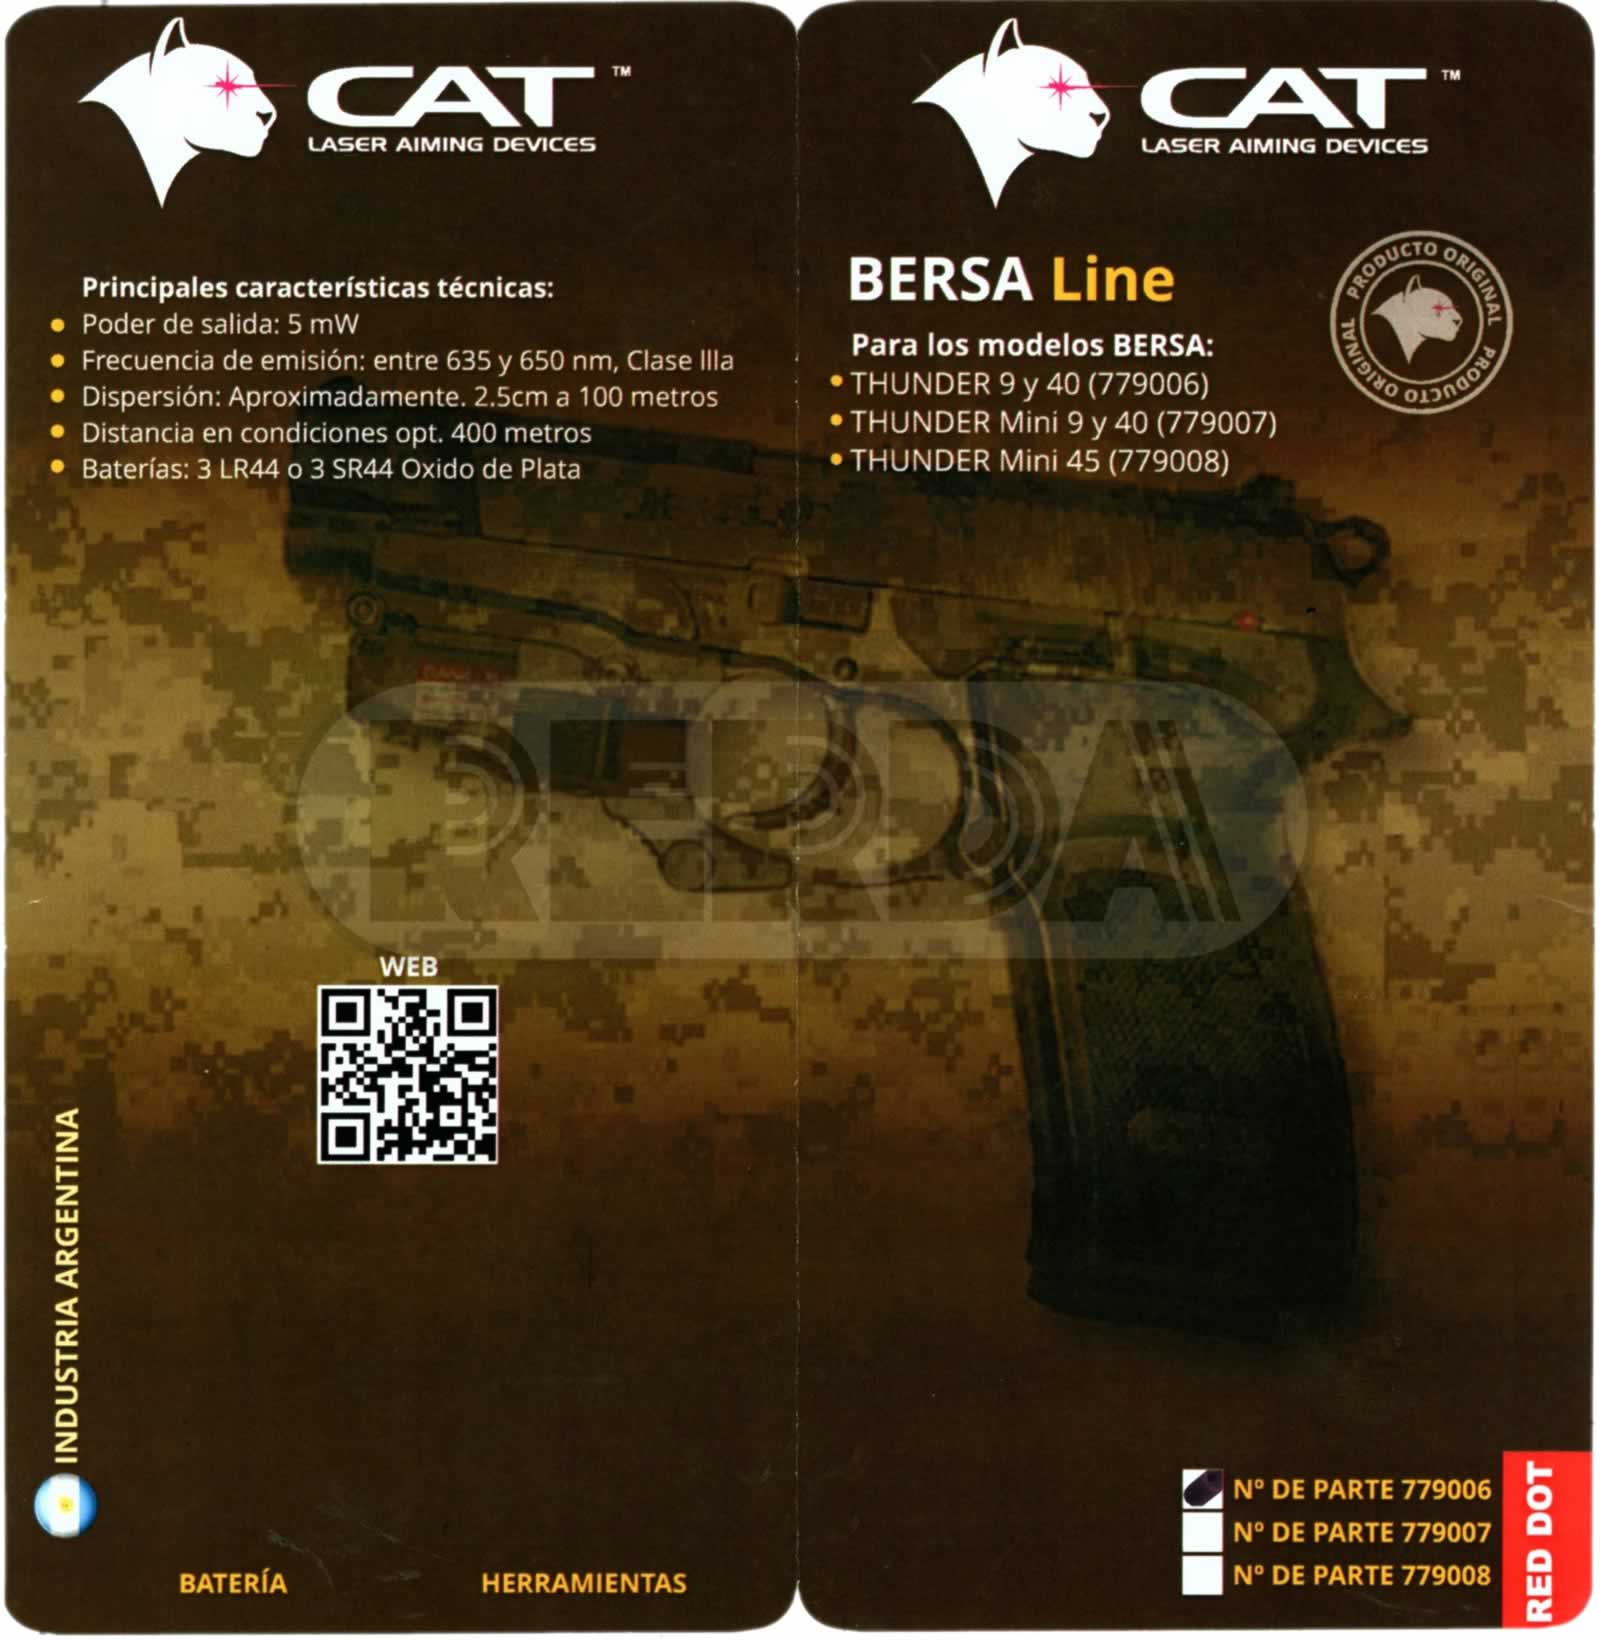 CAT™
LASER AIMING DEVICES
Principales características técnicas:
Poder de salida: 5 mW
Frecuencia de emisión: entre 635 y 650 nm, Clase IIIa
Dispersión: Aproximadamente. 2.5cm a 100 metros
Distancia en condiciones opt. 400 metros
Baterías: 3 LR44 o 3 SR44 Oxido de Plata
WEB
INDUSTRIA ARGENTINA
BATERÍA
HERRAMIENTAS
CAT™
LASER AIMING DEVICES
BERSA Line
PRODUCTO ORIGINAL
PRODUCTO ORIGINAL
Para los modelos BERSA:
THUNDER 9 y 40 (779006)
THUNDER Mini 9 y 40 (779007)
THUNDER Mini 45 (779008)
RERDA
Nº DE PARTE 779006
Nº DE PARTE 779007
Nº DE PARTE 779008
RED DOT